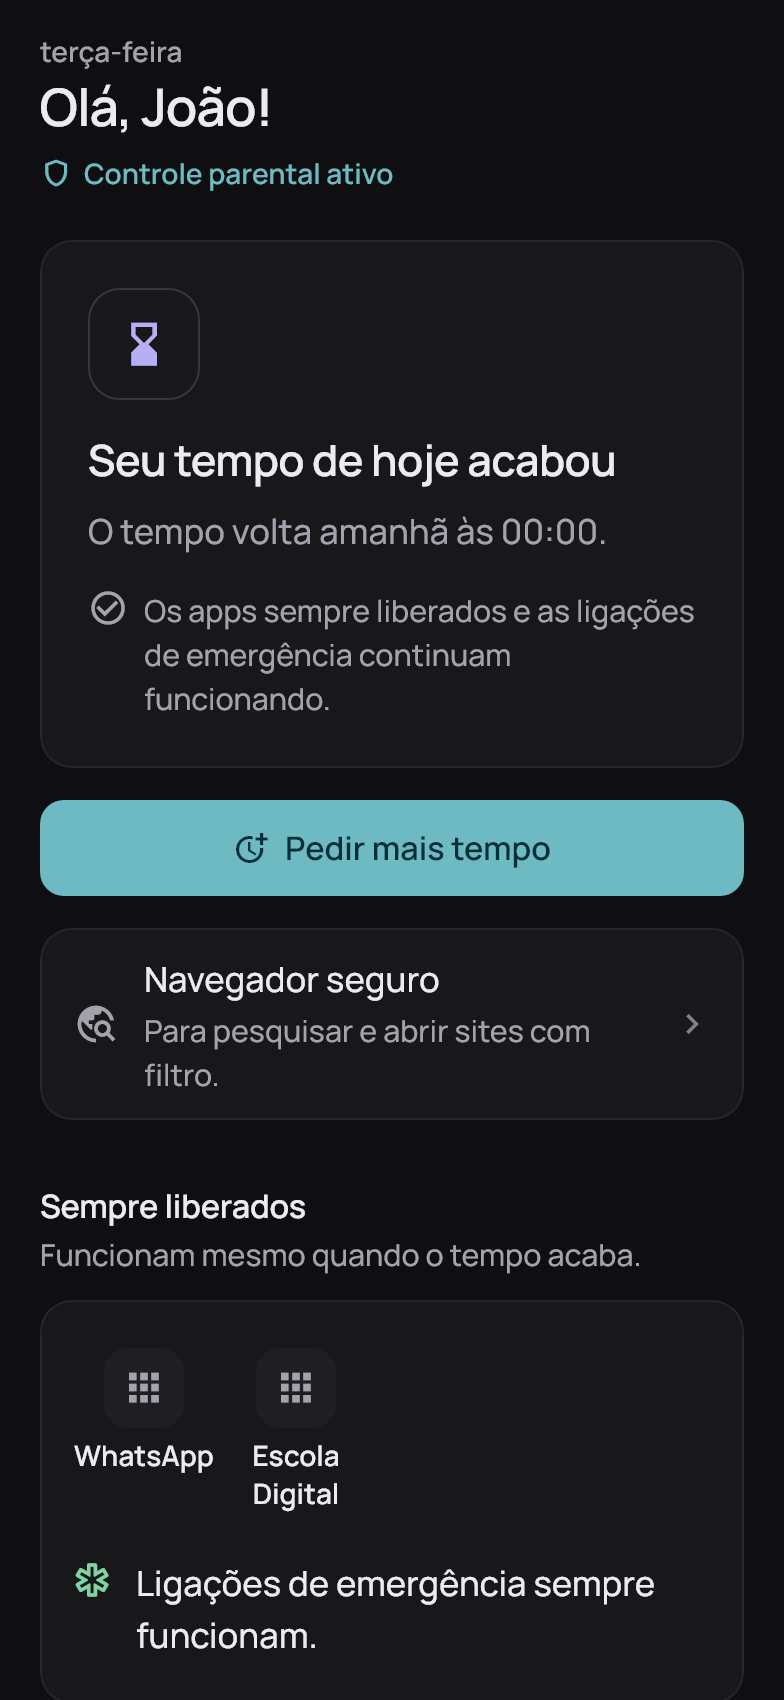 terça-feira
Olá, João!
Controle parental ativo
Seu tempo de hoje acabou
O tempo volta amanhã às 00:00.
Os apps sempre liberados e as ligações
de emergência continuam
funcionando.
Pedir mais tempo
Navegador seguro
Para pesquisar e abrir sites com
filtro.
Sempre liberados
Funcionam mesmo quando o tempo acaba.
WhatsApp
Escola
Digital
Ligações de emergência sempre
funcionam.